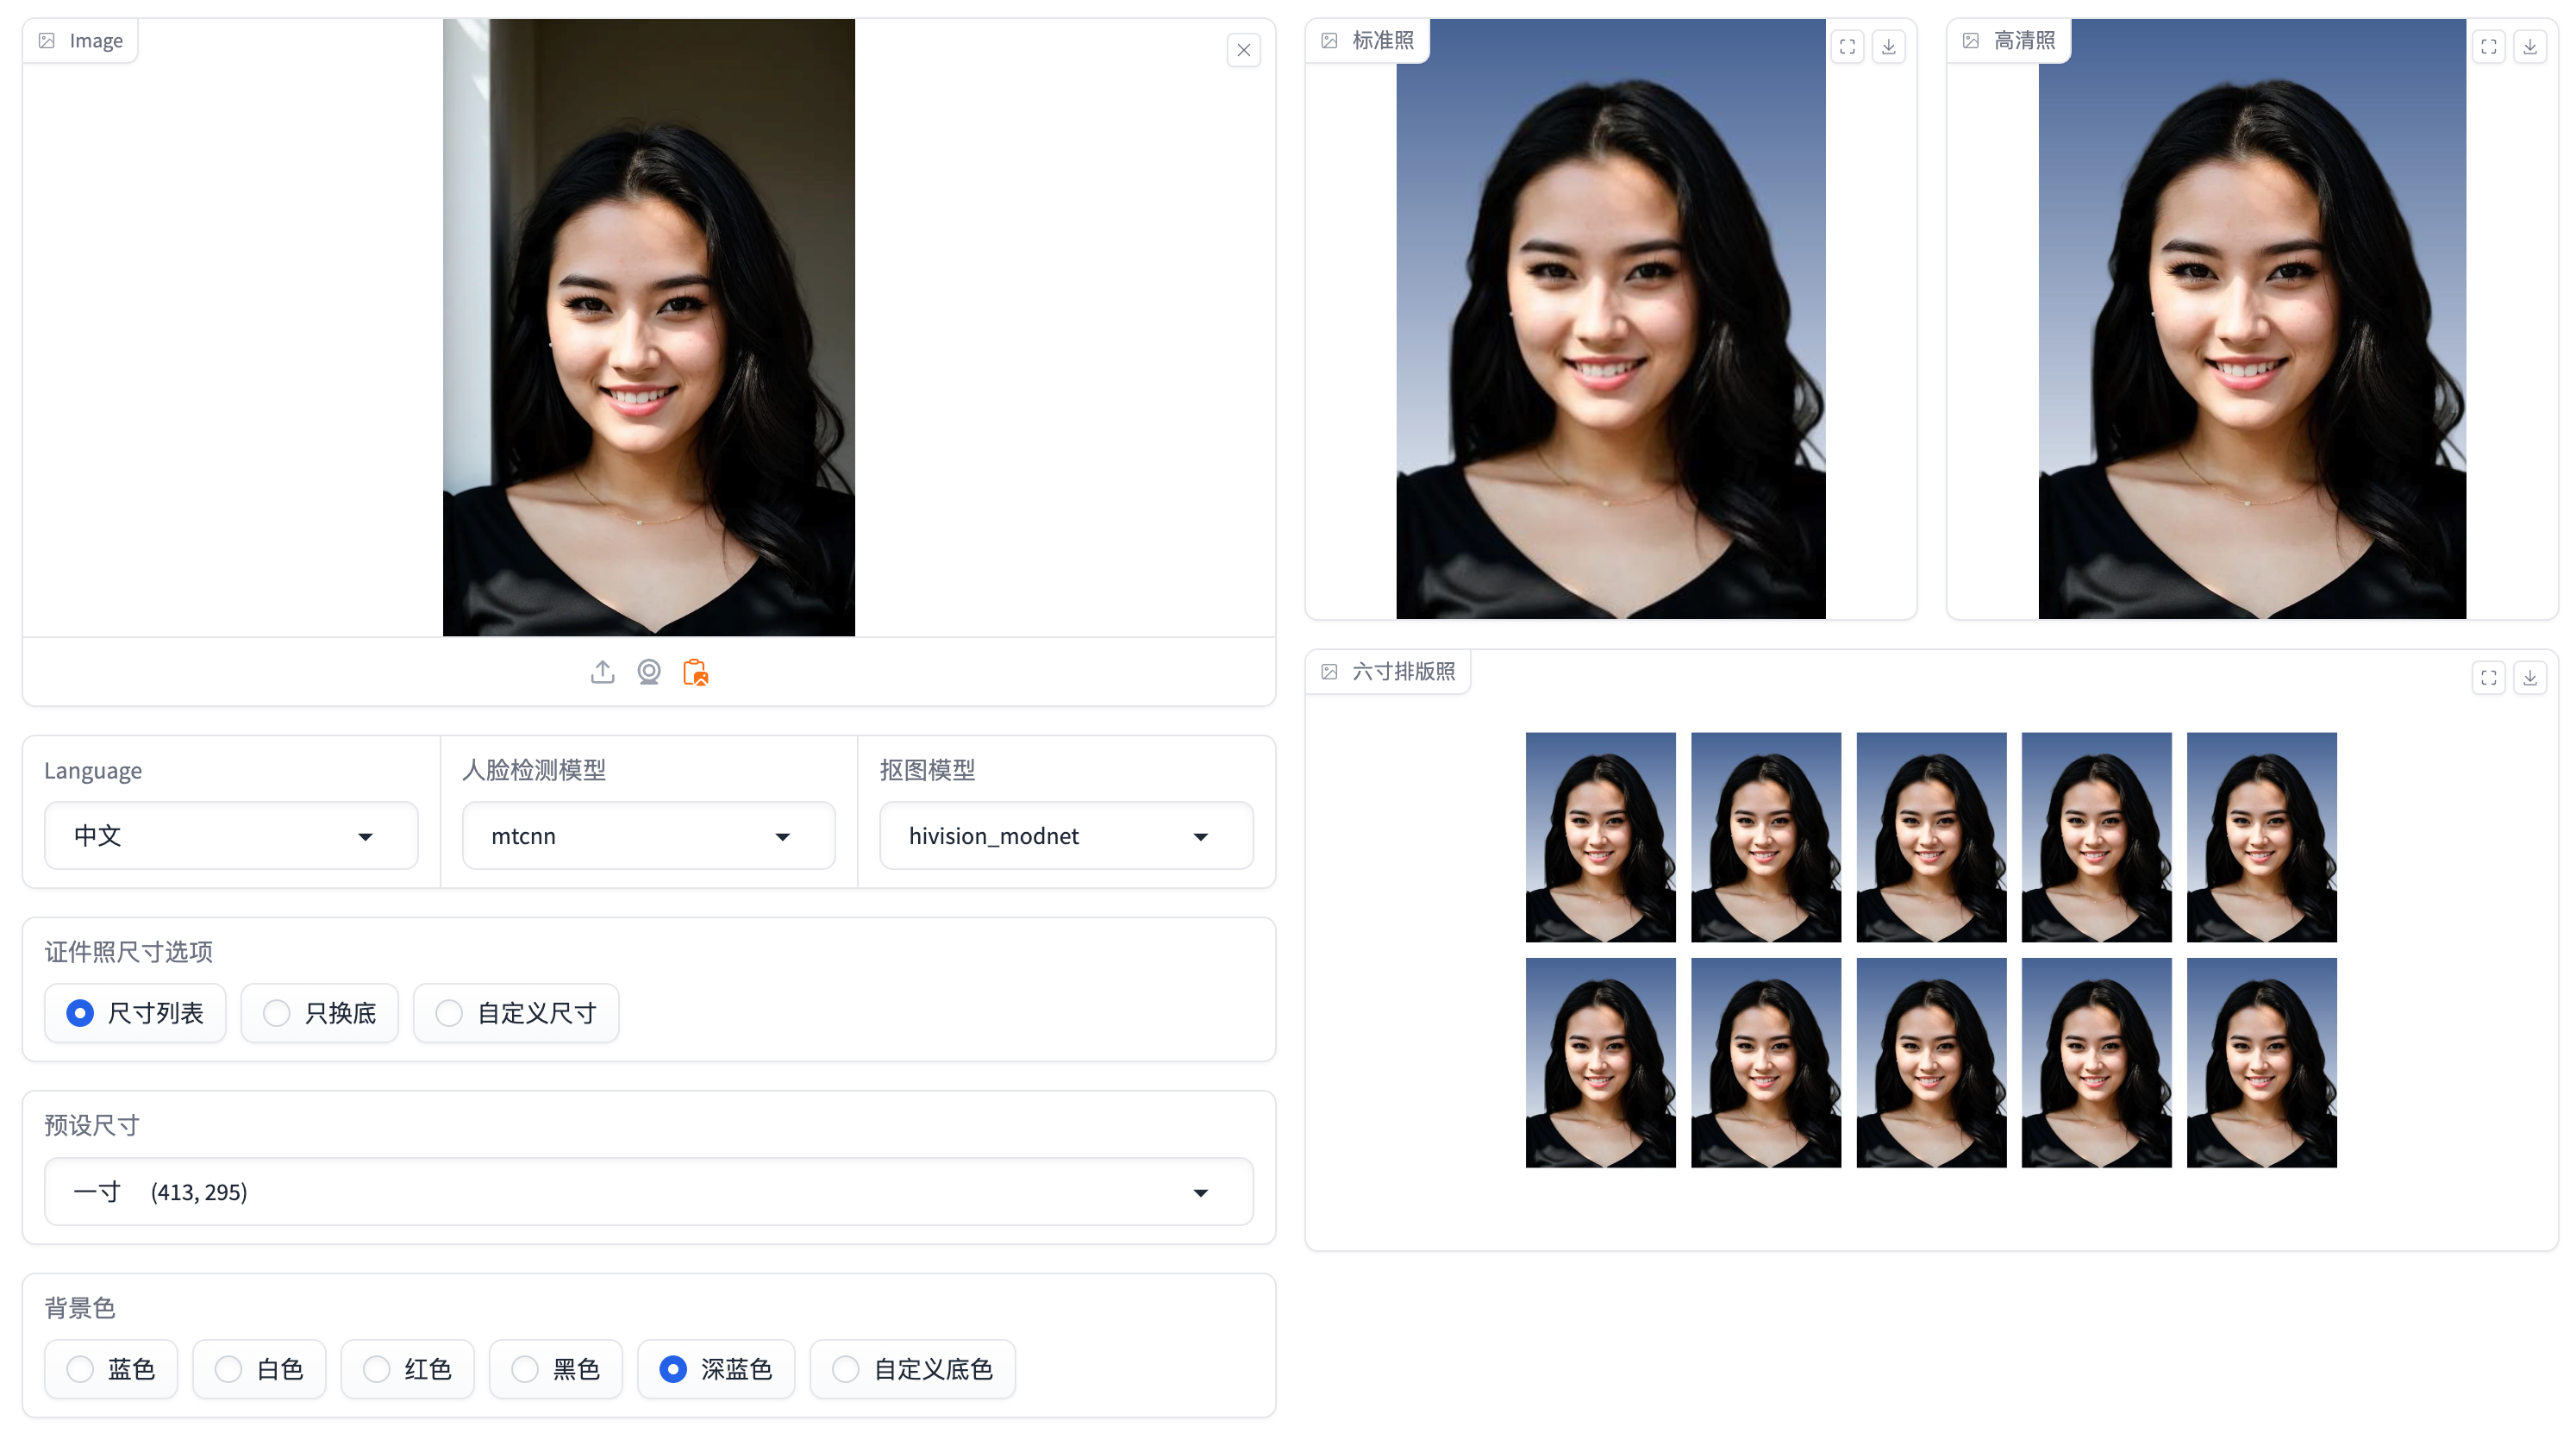 Image
标准照
高清照
六寸排版照
Language
人脸检测模型
抠图模型
中文
mtcnn
hivision_modnet
证件照尺寸选项
尺寸列表
只换底
自定义尺寸
预设尺寸
一寸 (413, 295)
背景色
蓝色
白色
红色
黑色
深蓝色
自定义底色